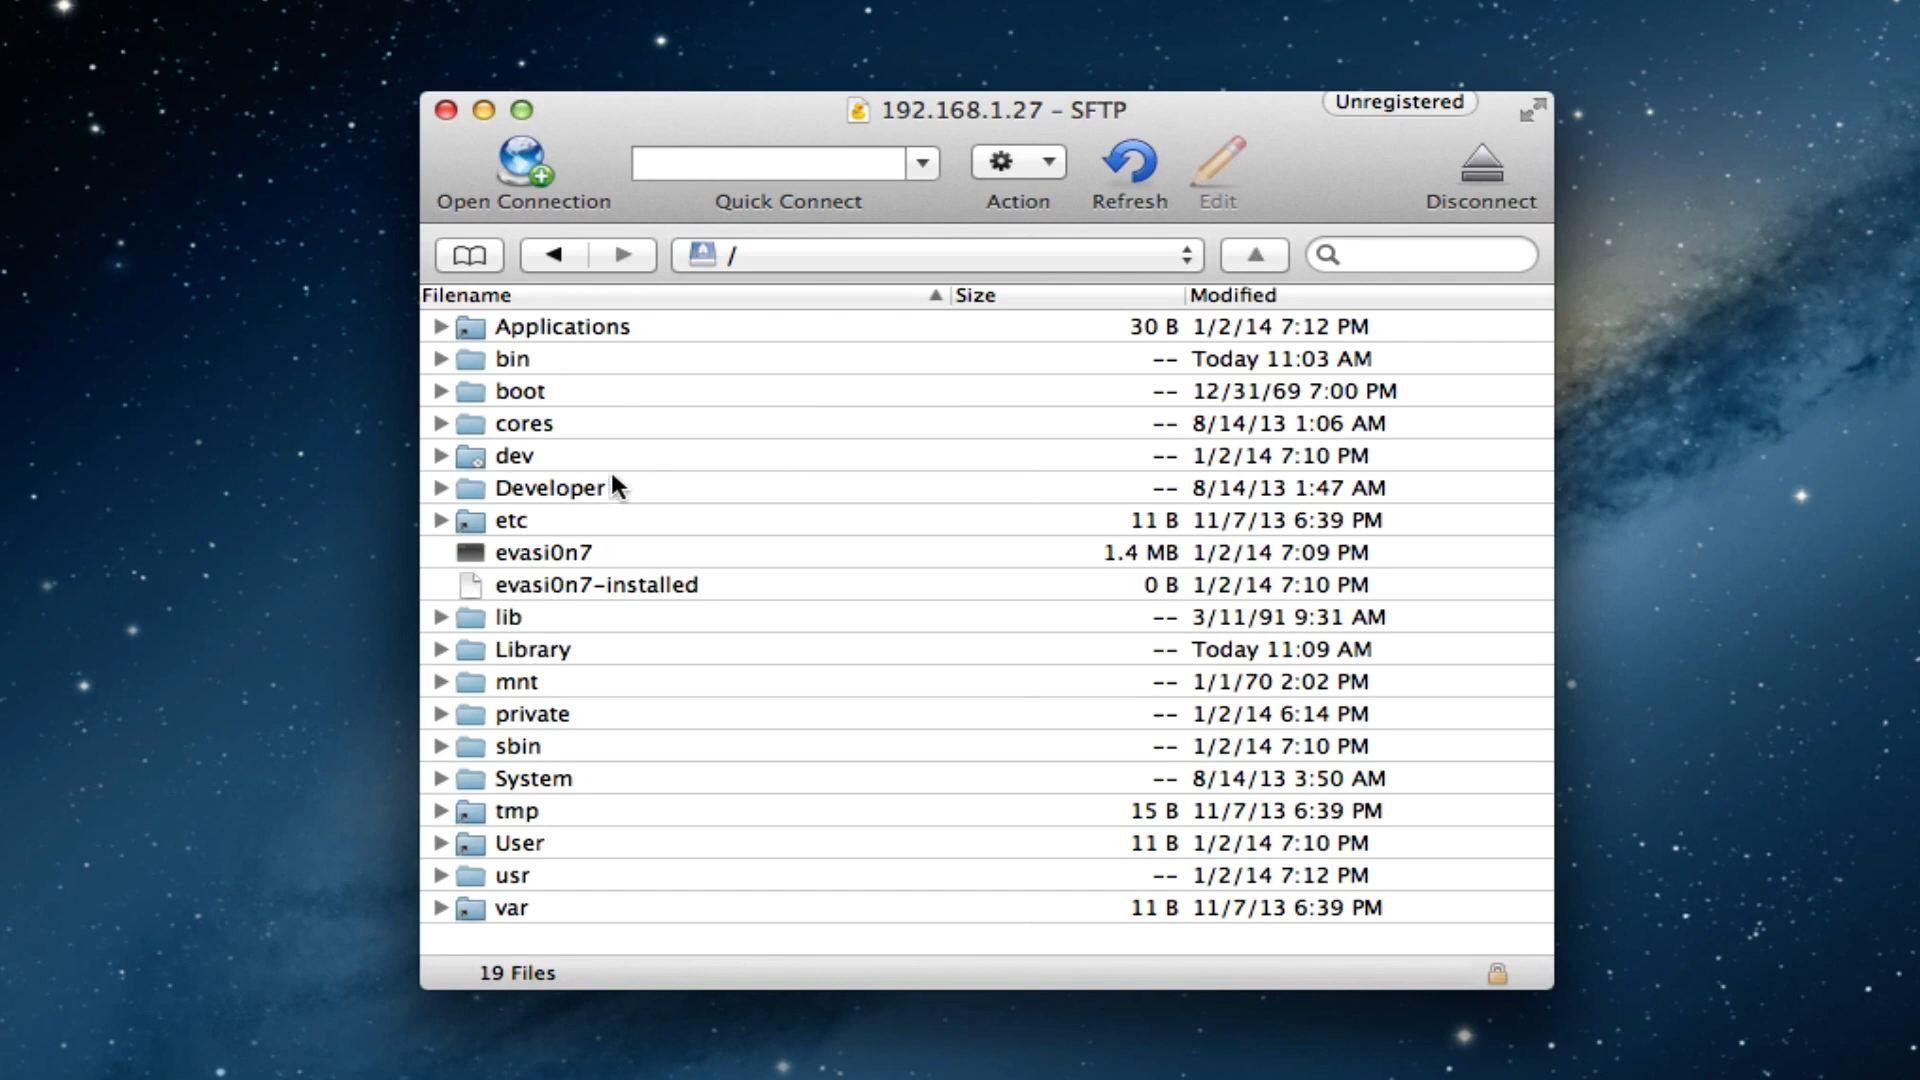 192.168.1.27 – SFTP
Unregistered
Open Connection
Quick Connect
Action
Refresh
Edit
Disconnect
/
Filename Size Modified
Applications 30 B 1/2/14 7:12 PM
bin -- Today 11:03 AM
boot -- 12/31/69 7:00 PM
cores -- 8/14/13 1:06 AM
dev -- 1/2/14 7:10 PM
Developer -- 8/14/13 1:47 AM
etc 11 B 11/7/13 6:39 PM
evasi0n7 1.4 MB 1/2/14 7:09 PM
evasi0n7-installed 0 B 1/2/14 7:10 PM
lib -- 3/11/91 9:31 AM
Library -- Today 11:09 AM
mnt -- 1/1/70 2:02 PM
private -- 1/2/14 6:14 PM
sbin -- 1/2/14 7:10 PM
System -- 8/14/13 3:50 AM
tmp 15 B 11/7/13 6:39 PM
User 11 B 1/2/14 7:10 PM
usr -- 1/2/14 7:12 PM
var 11 B 11/7/13 6:39 PM
19 Files